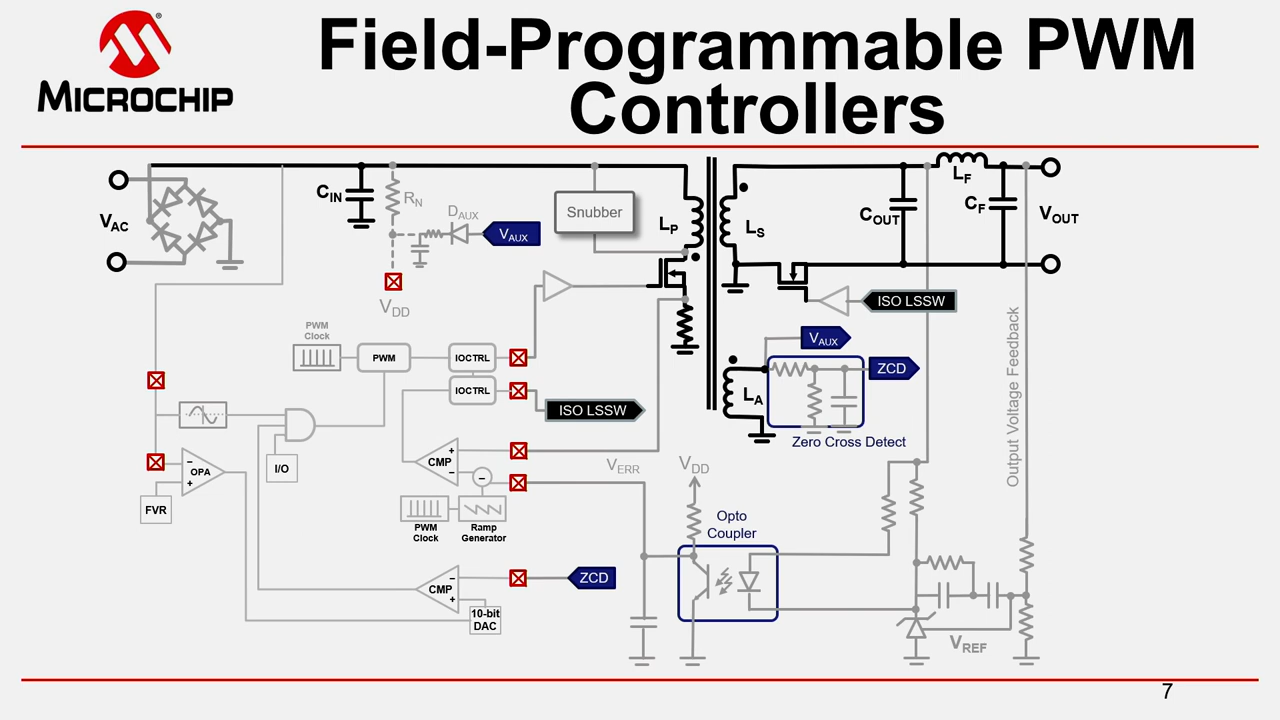 MICROCHIP
Field-Programmable PWM
Controllers
VAC
CIN
RN
DAUX
VAUX
VDD
Snubber
LP
LS
COUT
LF
CF
VOUT
ISO LSSW
PWM
Clock
PWM
IOCTRL
IOCTRL
ISO LSSW
VAUX
ZCD
LA
Zero Cross Detect
Output Voltage Feedback
OPA
−
+
FVR
I/O
CMP
+
−
−
PWM
Clock
Ramp
Generator
VERR
VDD
Opto
Coupler
CMP
−
+
10-bit
DAC
ZCD
VREF
7